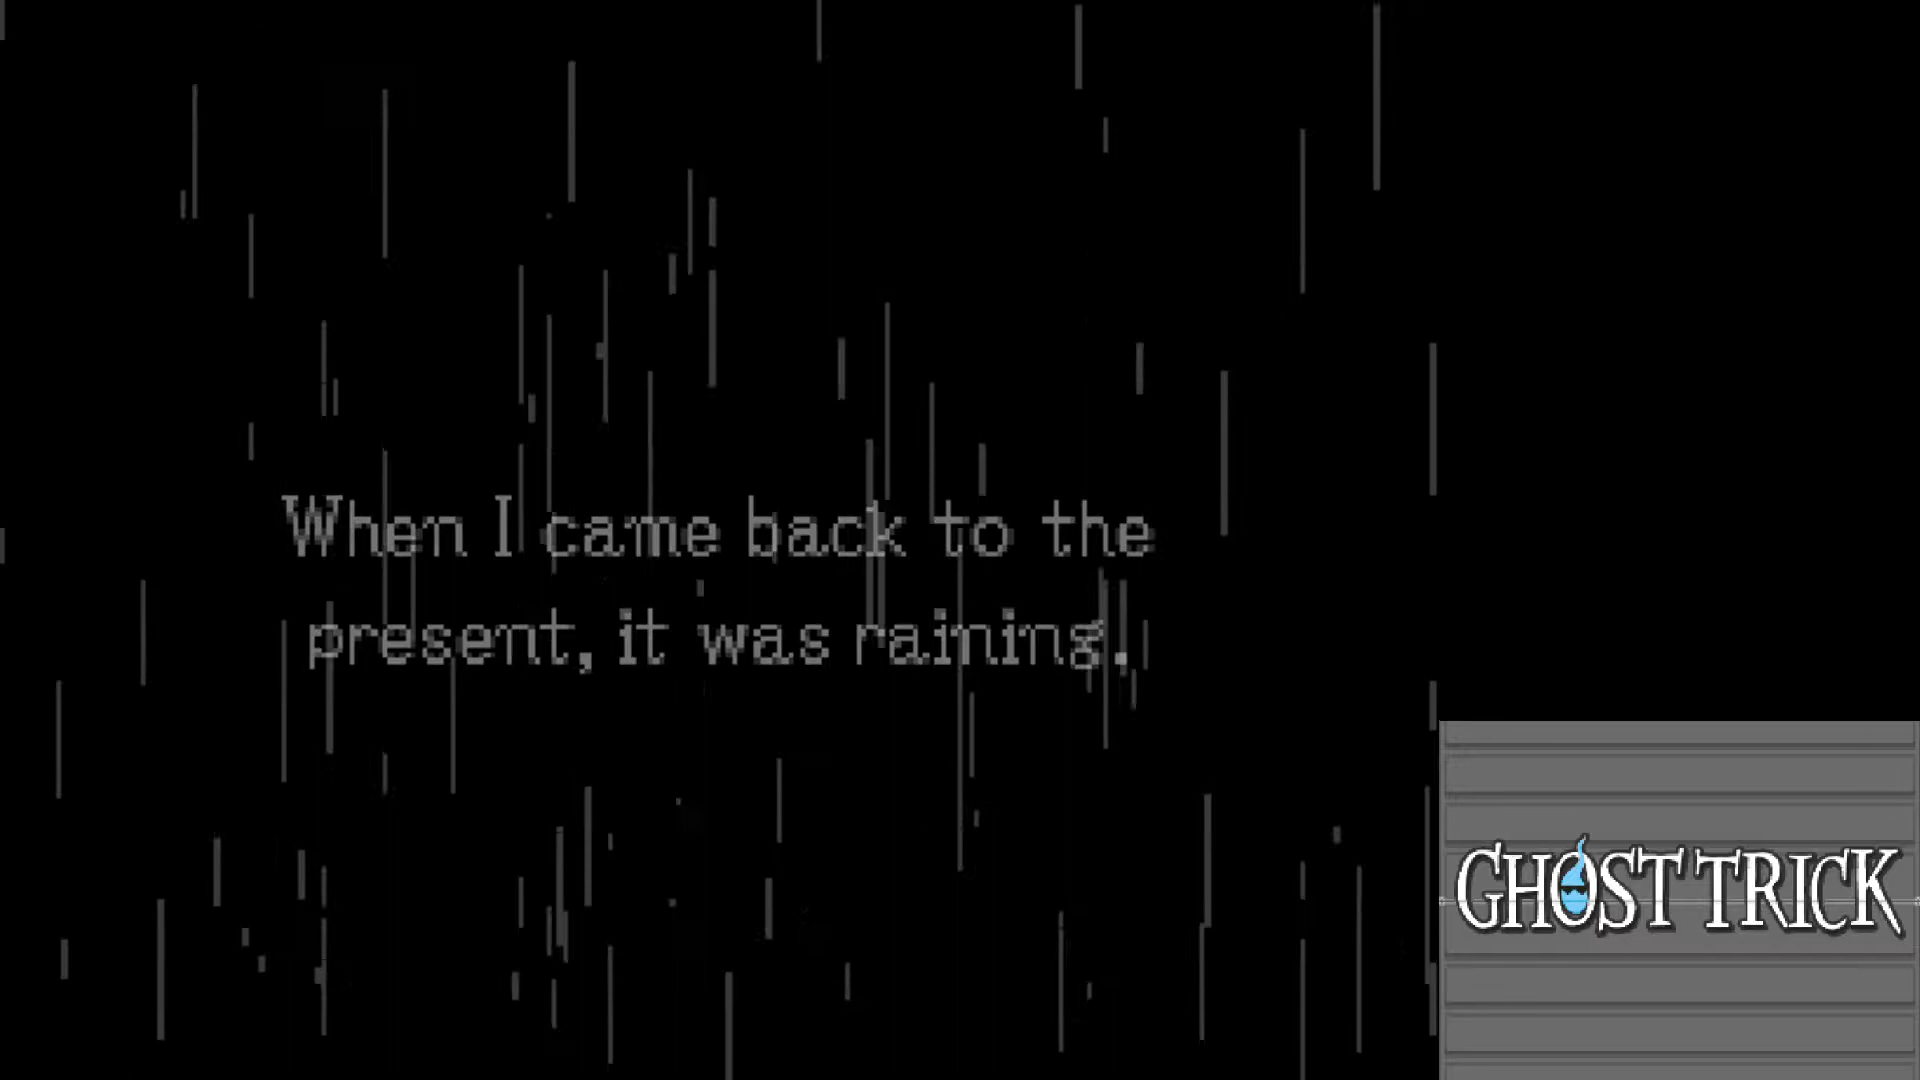 When I came back to the
present, it was raining.
GHOST TRICK